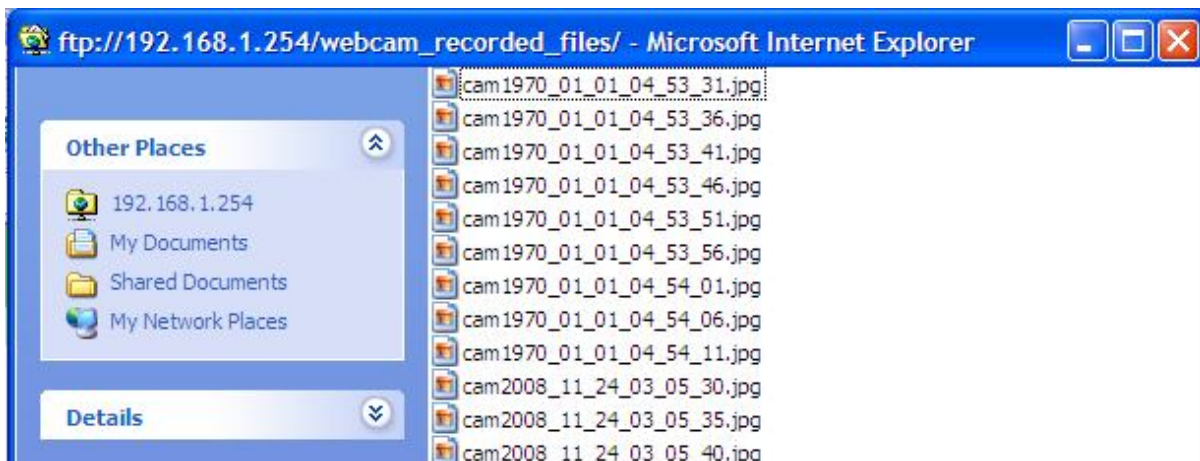 ftp://192.168.1.254/webcam_recorded_files/ - Microsoft Internet Explorer
Other Places
192.168.1.254
My Documents
Shared Documents
My Network Places
Details
cam1970_01_01_04_53_31.jpg
cam1970_01_01_04_53_36.jpg
cam1970_01_01_04_53_41.jpg
cam1970_01_01_04_53_46.jpg
cam1970_01_01_04_53_51.jpg
cam1970_01_01_04_53_56.jpg
cam1970_01_01_04_54_01.jpg
cam1970_01_01_04_54_06.jpg
cam1970_01_01_04_54_11.jpg
cam2008_11_24_03_05_30.jpg
cam2008_11_24_03_05_35.jpg
cam2008_11_24_03_05_40.jpg